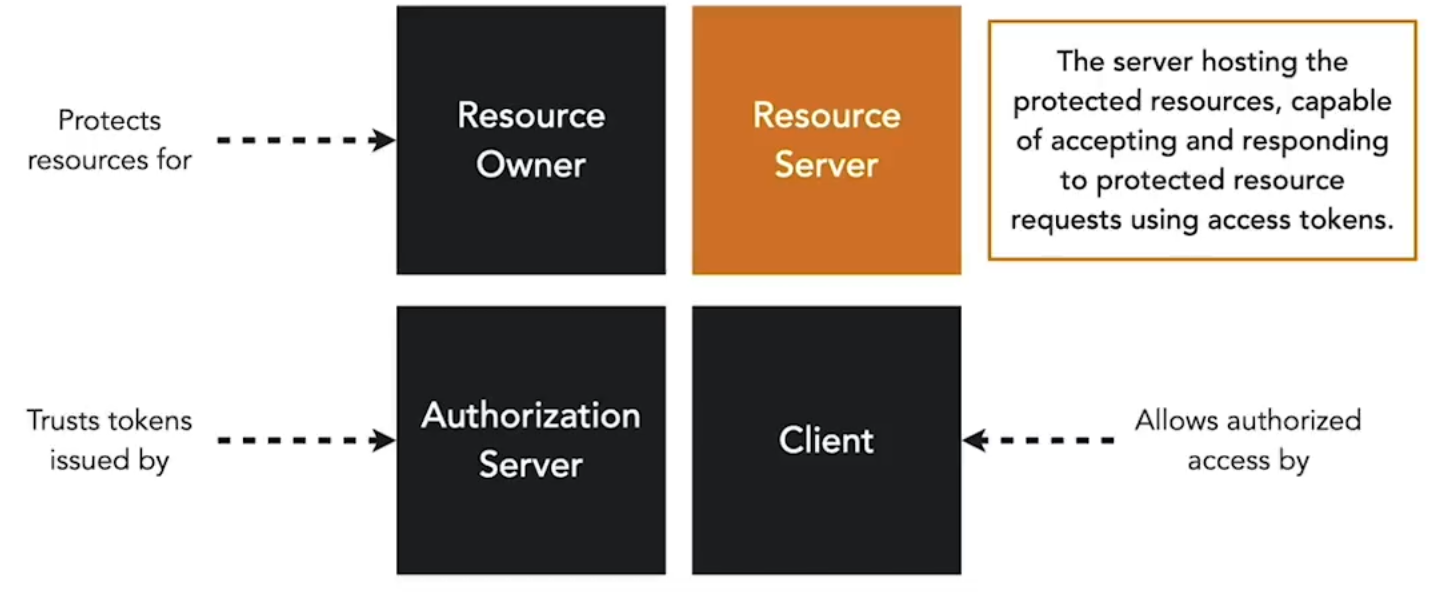 Protects
resources for
Resource
Owner
Resource
Server
The server hosting the
protected resources, capable
of accepting and responding
to protected resource
requests using access tokens.
Trusts tokens
issued by
Authorization
Server
Client
Allows authorized
access by